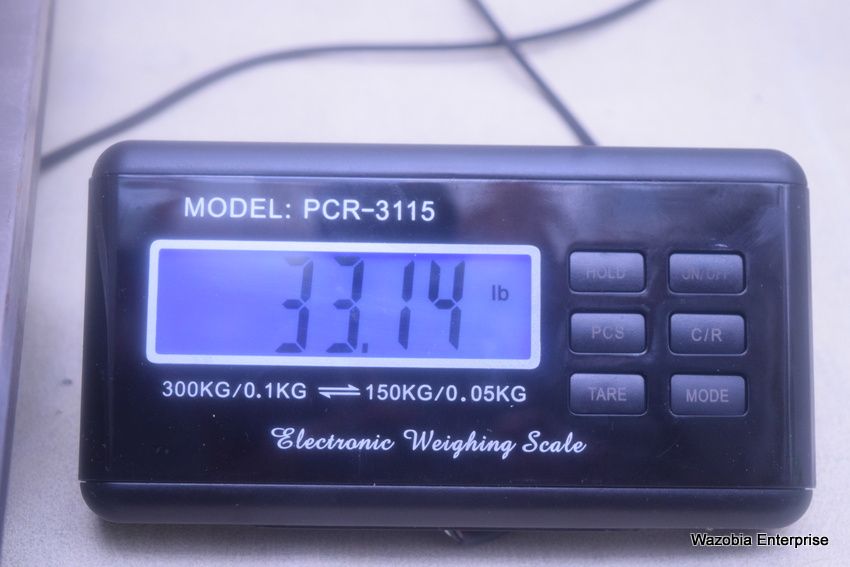 MODEL: PCR-3115
33.14 lb
HOLD ON/OFF
PCS C/R
TARE MODE
300KG/0.1KG ⇌ 150KG/0.05KG
Electronic Weighing Scale
Wazobia Enterprise